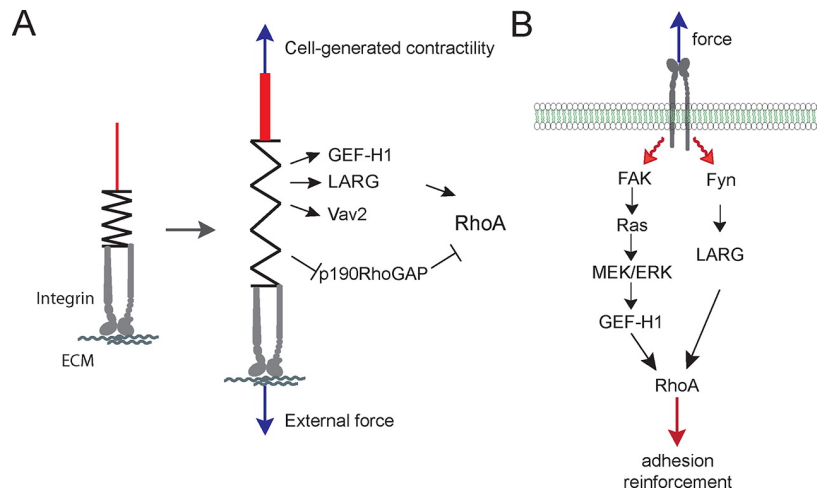 A
Cell-generated contractility
GEF-H1
LARG
Vav2
RhoA
p190RhoGAP
Integrin
ECM
External force
B
force
FAK
Fyn
Ras
LARG
MEK/ERK
GEF-H1
RhoA
adhesion
reinforcement